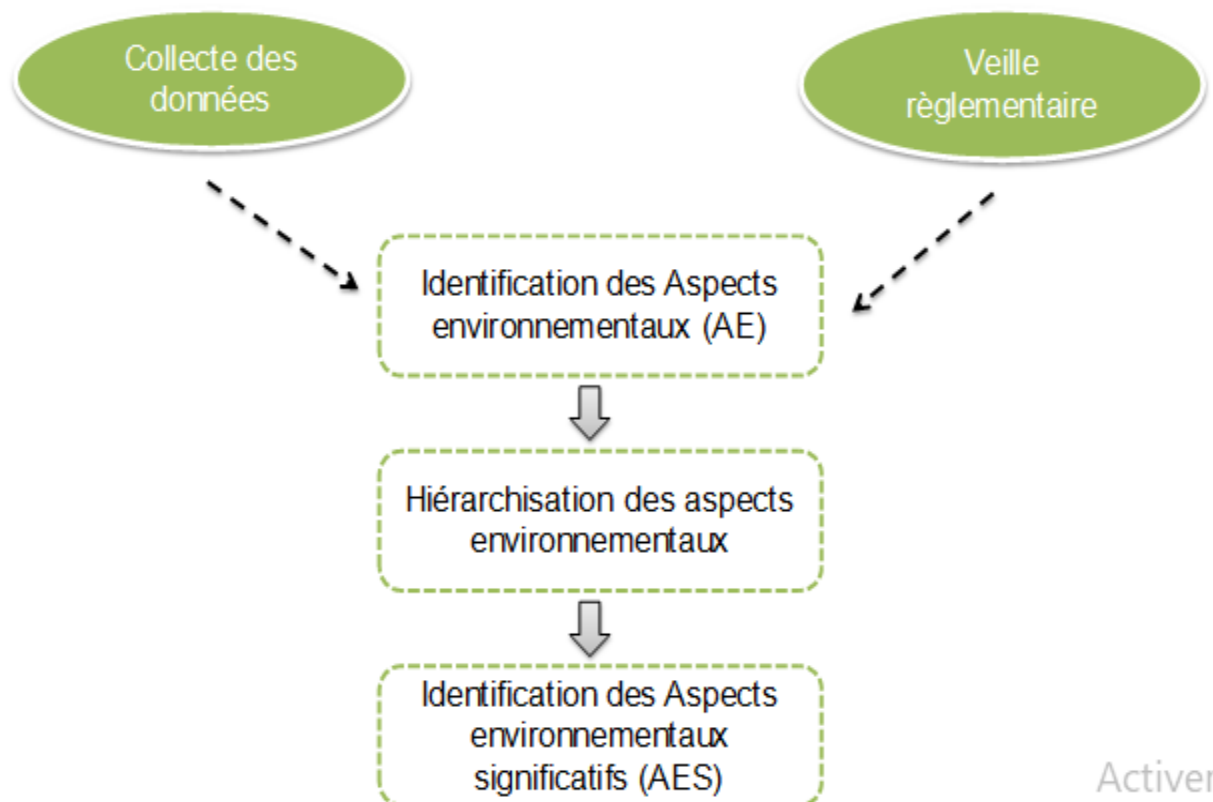 Collecte des
données
Veille
règlementaire
Identification des Aspects
environnementaux (AE)
Hiérarchisation des aspects
environnementaux
Identification des Aspects
environnementaux
significatifs (AES)
Activer